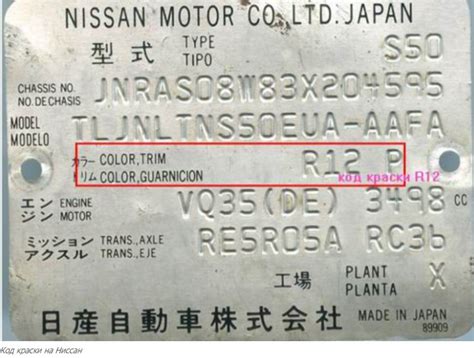 NISSAN MOTOR CO.,LTD.JAPAN
型式 TYPE TIPO S50
CHASSIS NO. NO.DE CHASIS JNRAS08W83X204595
MODEL MODELO TLJNLTNS50EUA-AAFA
カラー COLOR,TRIM R12 P
トリム COLOR,GUARNICION код краски R12
エンジン ENGINE MOTOR VQ35(DE) 3498 CC
ミッション TRANS.,AXLE RE5R05A RC36
アクスル TRANS.,EJE
工場 PLANT PLANTA X
日産自動車株式会社 MADE IN JAPAN
89909
Код краски на Ниссан